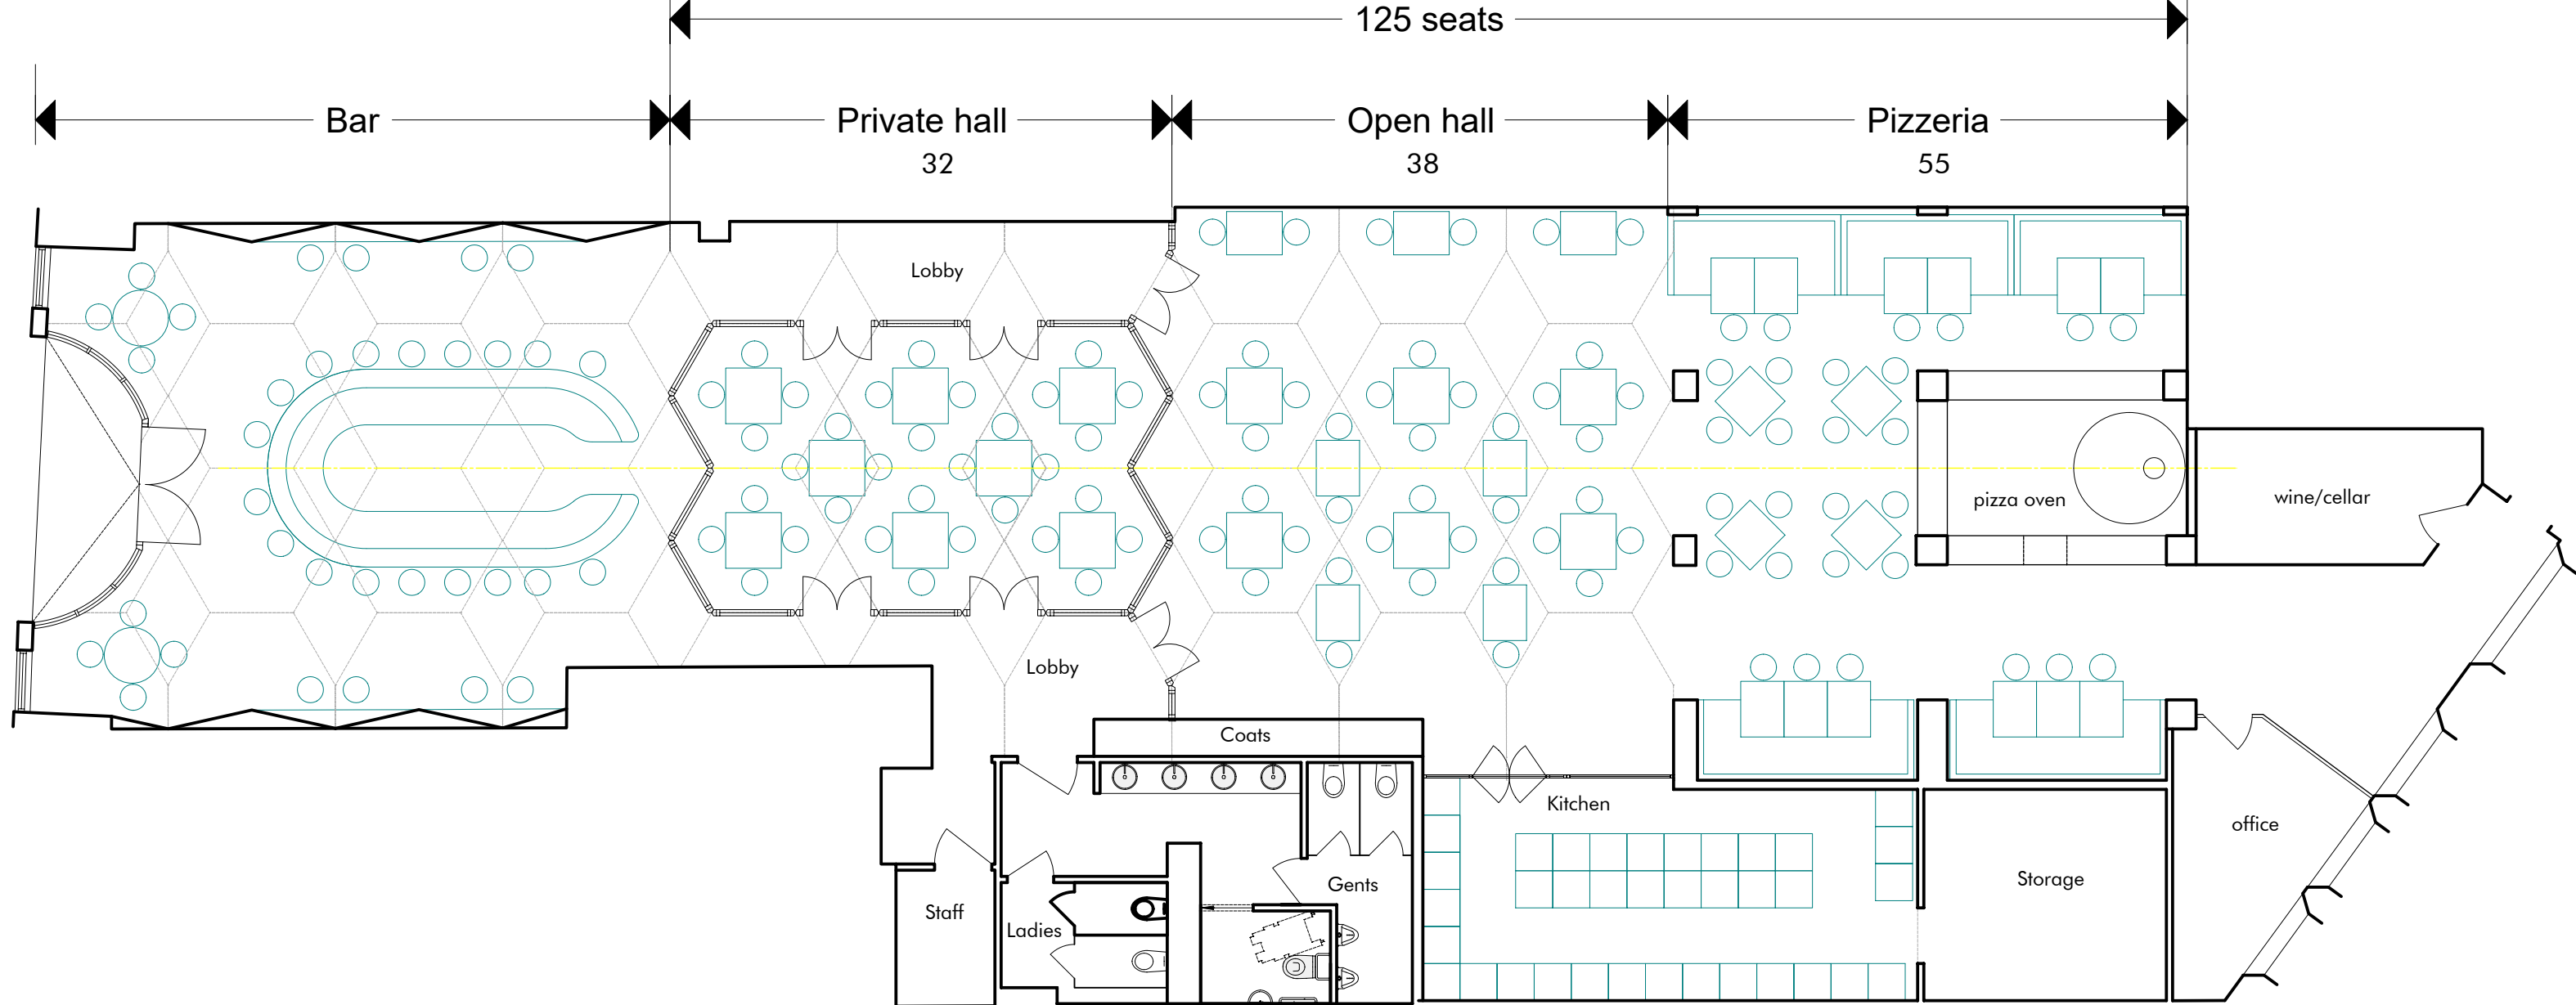 125 seats
Bar
Private hall
Open hall
Pizzeria
32
38
55
Lobby
pizza oven
wine/cellar
Lobby
Coats
Kitchen
office
Gents
Storage
Staff
Ladies